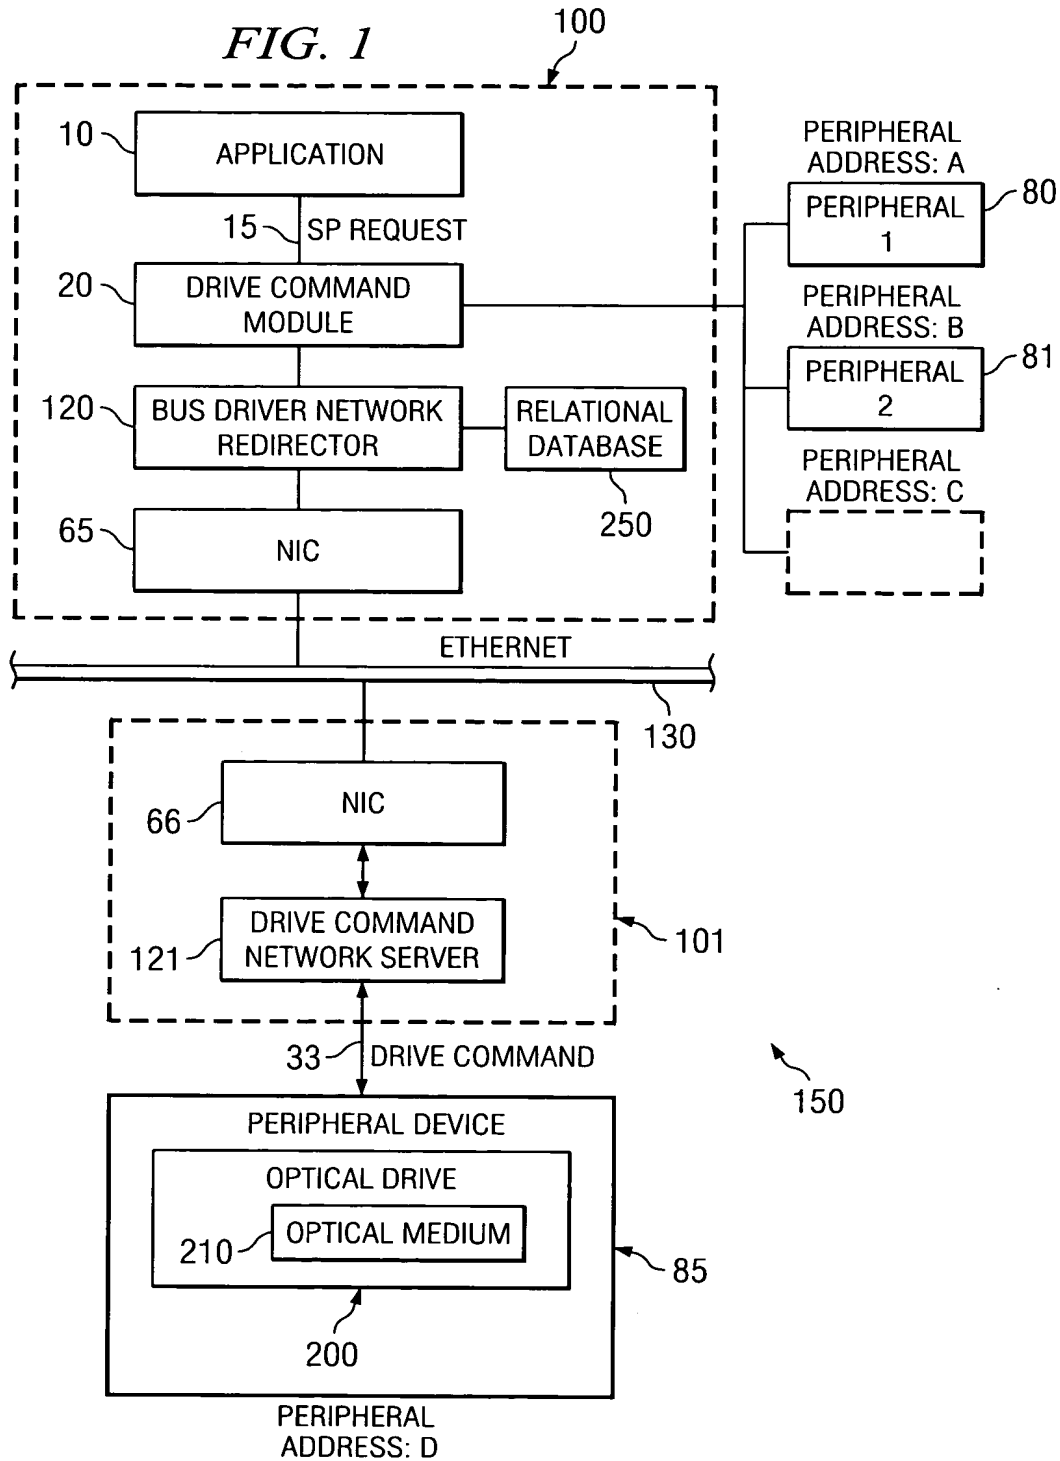 FIG. 1
100
10
APPLICATION
15
SP REQUEST
20
DRIVE COMMAND
MODULE
120
BUS DRIVER NETWORK
REDIRECTOR
RELATIONAL
DATABASE
250
65
NIC
PERIPHERAL
ADDRESS: A
PERIPHERAL
1
80
PERIPHERAL
ADDRESS: B
PERIPHERAL
2
81
PERIPHERAL
ADDRESS: C
ETHERNET
130
66
NIC
121
DRIVE COMMAND
NETWORK SERVER
101
33
DRIVE COMMAND
150
PERIPHERAL DEVICE
OPTICAL DRIVE
210
OPTICAL MEDIUM
85
200
PERIPHERAL
ADDRESS: D